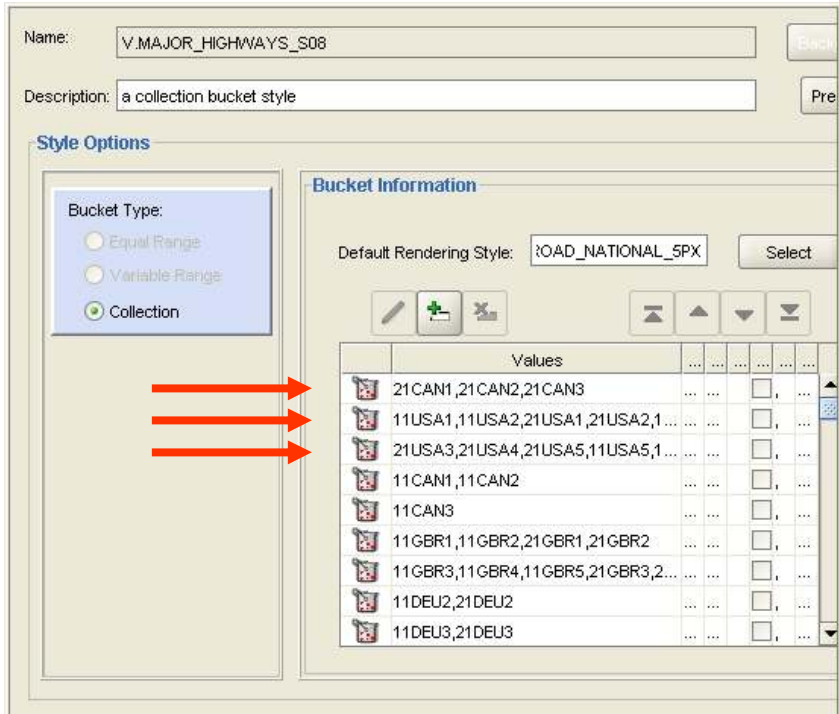 Name: V.MAJOR_HIGHWAYS_S08 Back
Description: a collection bucket style Pre
Style Options
Bucket Information
Bucket Type:
Equal Range
Variable Range
Collection
Default Rendering Style: ROAD_NATIONAL_5PX Select
Values ... ... ... ... ... ...
21CAN1,21CAN2,21CAN3 ... ... , ...
11USA1,11USA2,21USA1,21USA2,1... ... ... , ...
21USA3,21USA4,21USA5,11USA5,1... ... ... , ...
11CAN1,11CAN2 ... ... , ...
11CAN3 ... ... , ...
11GBR1,11GBR2,21GBR1,21GBR2 ... ... , ...
11GBR3,11GBR4,11GBR5,21GBR3,2... ... ... , ...
11DEU2,21DEU2 ... ... , ...
11DEU3,21DEU3 ... ... , ...